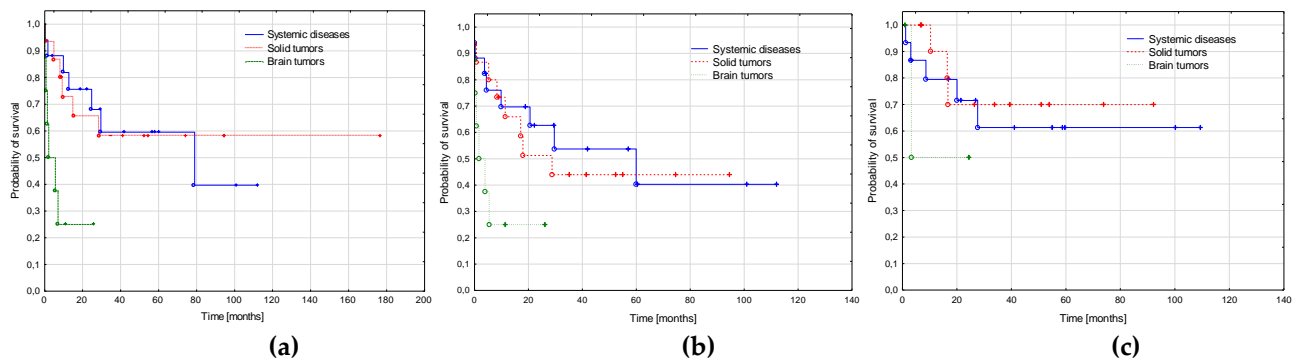 1,0
0,9
0,8
0,7
0,6
0,5
0,4
0,3
0,2
0,1
0,0
Probability of survival
Systemic diseases
Solid tumors
Brain tumors
0 20 40 60 80 100 120 140 160 180 200
Time [months]
(a)
1,0
0,9
0,8
0,7
0,6
0,5
0,4
0,3
0,2
0,1
0,0
Probability of survival
Systemic diseases
Solid tumors
Brain tumors
0 20 40 60 80 100 120 140
Time [months]
(b)
1,0
0,9
0,8
0,7
0,6
0,5
0,4
0,3
0,2
0,1
0,0
Probability of survival
Systemic diseases
Solid tumors
Brain tumors
0 20 40 60 80 100 120 140
Time [months]
(c)